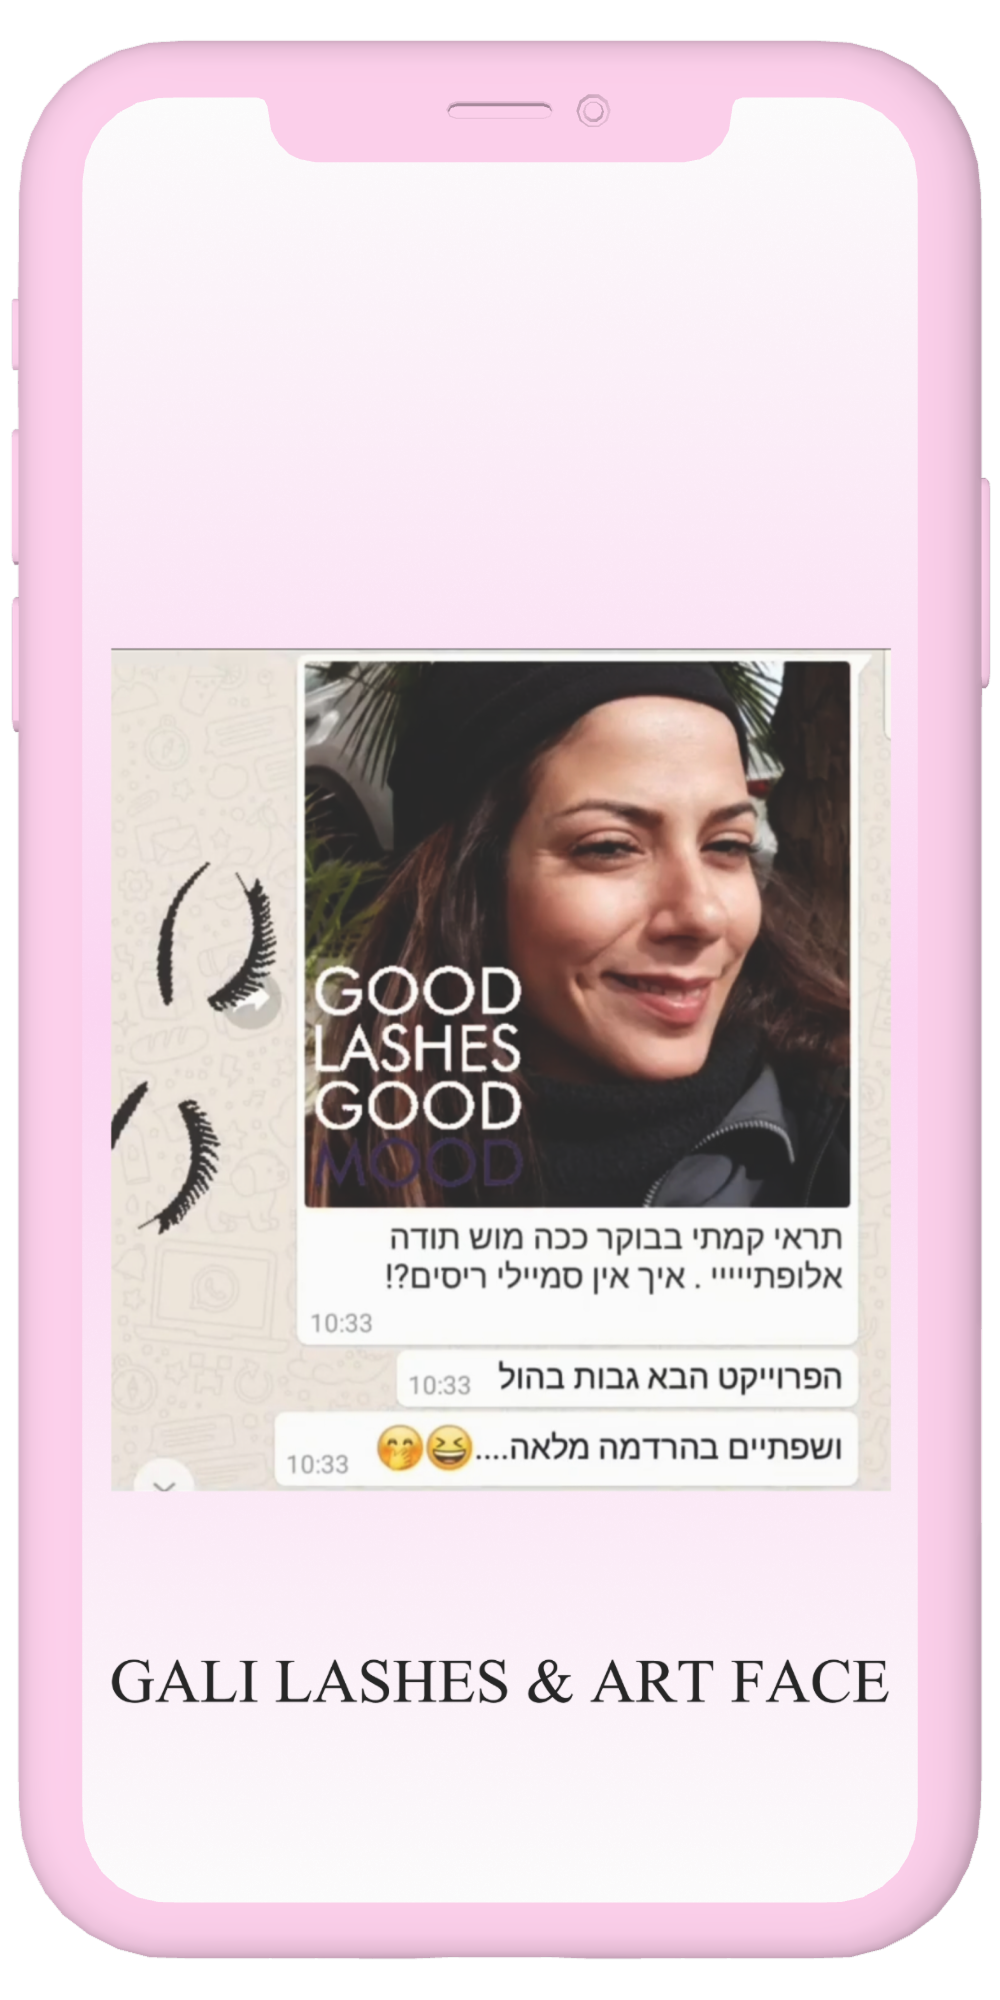 GOOD
LASHES
GOOD
MOOD
תראי קמתי בבוקר ככה מוש תודה
אלופתיייייי . איך אין סמיילי ריסים?!
10:33
הפרוייקט הבא גבות בהול
10:33
ושפתיים בהרדמה מלאה....😆🤭
10:33
GALI LASHES & ART FACE